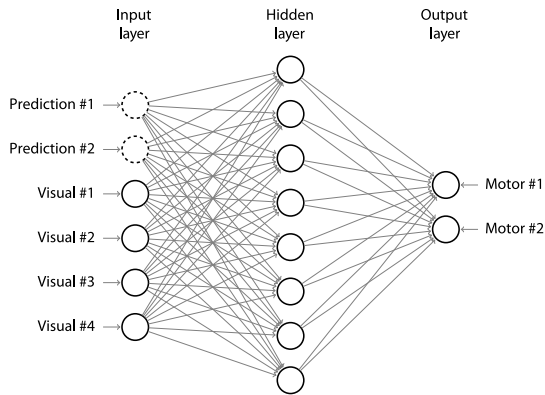 Input
layer
Hidden
layer
Output
layer
Prediction #1
Prediction #2
Visual #1
Visual #2
Visual #3
Visual #4
Motor #1
Motor #2